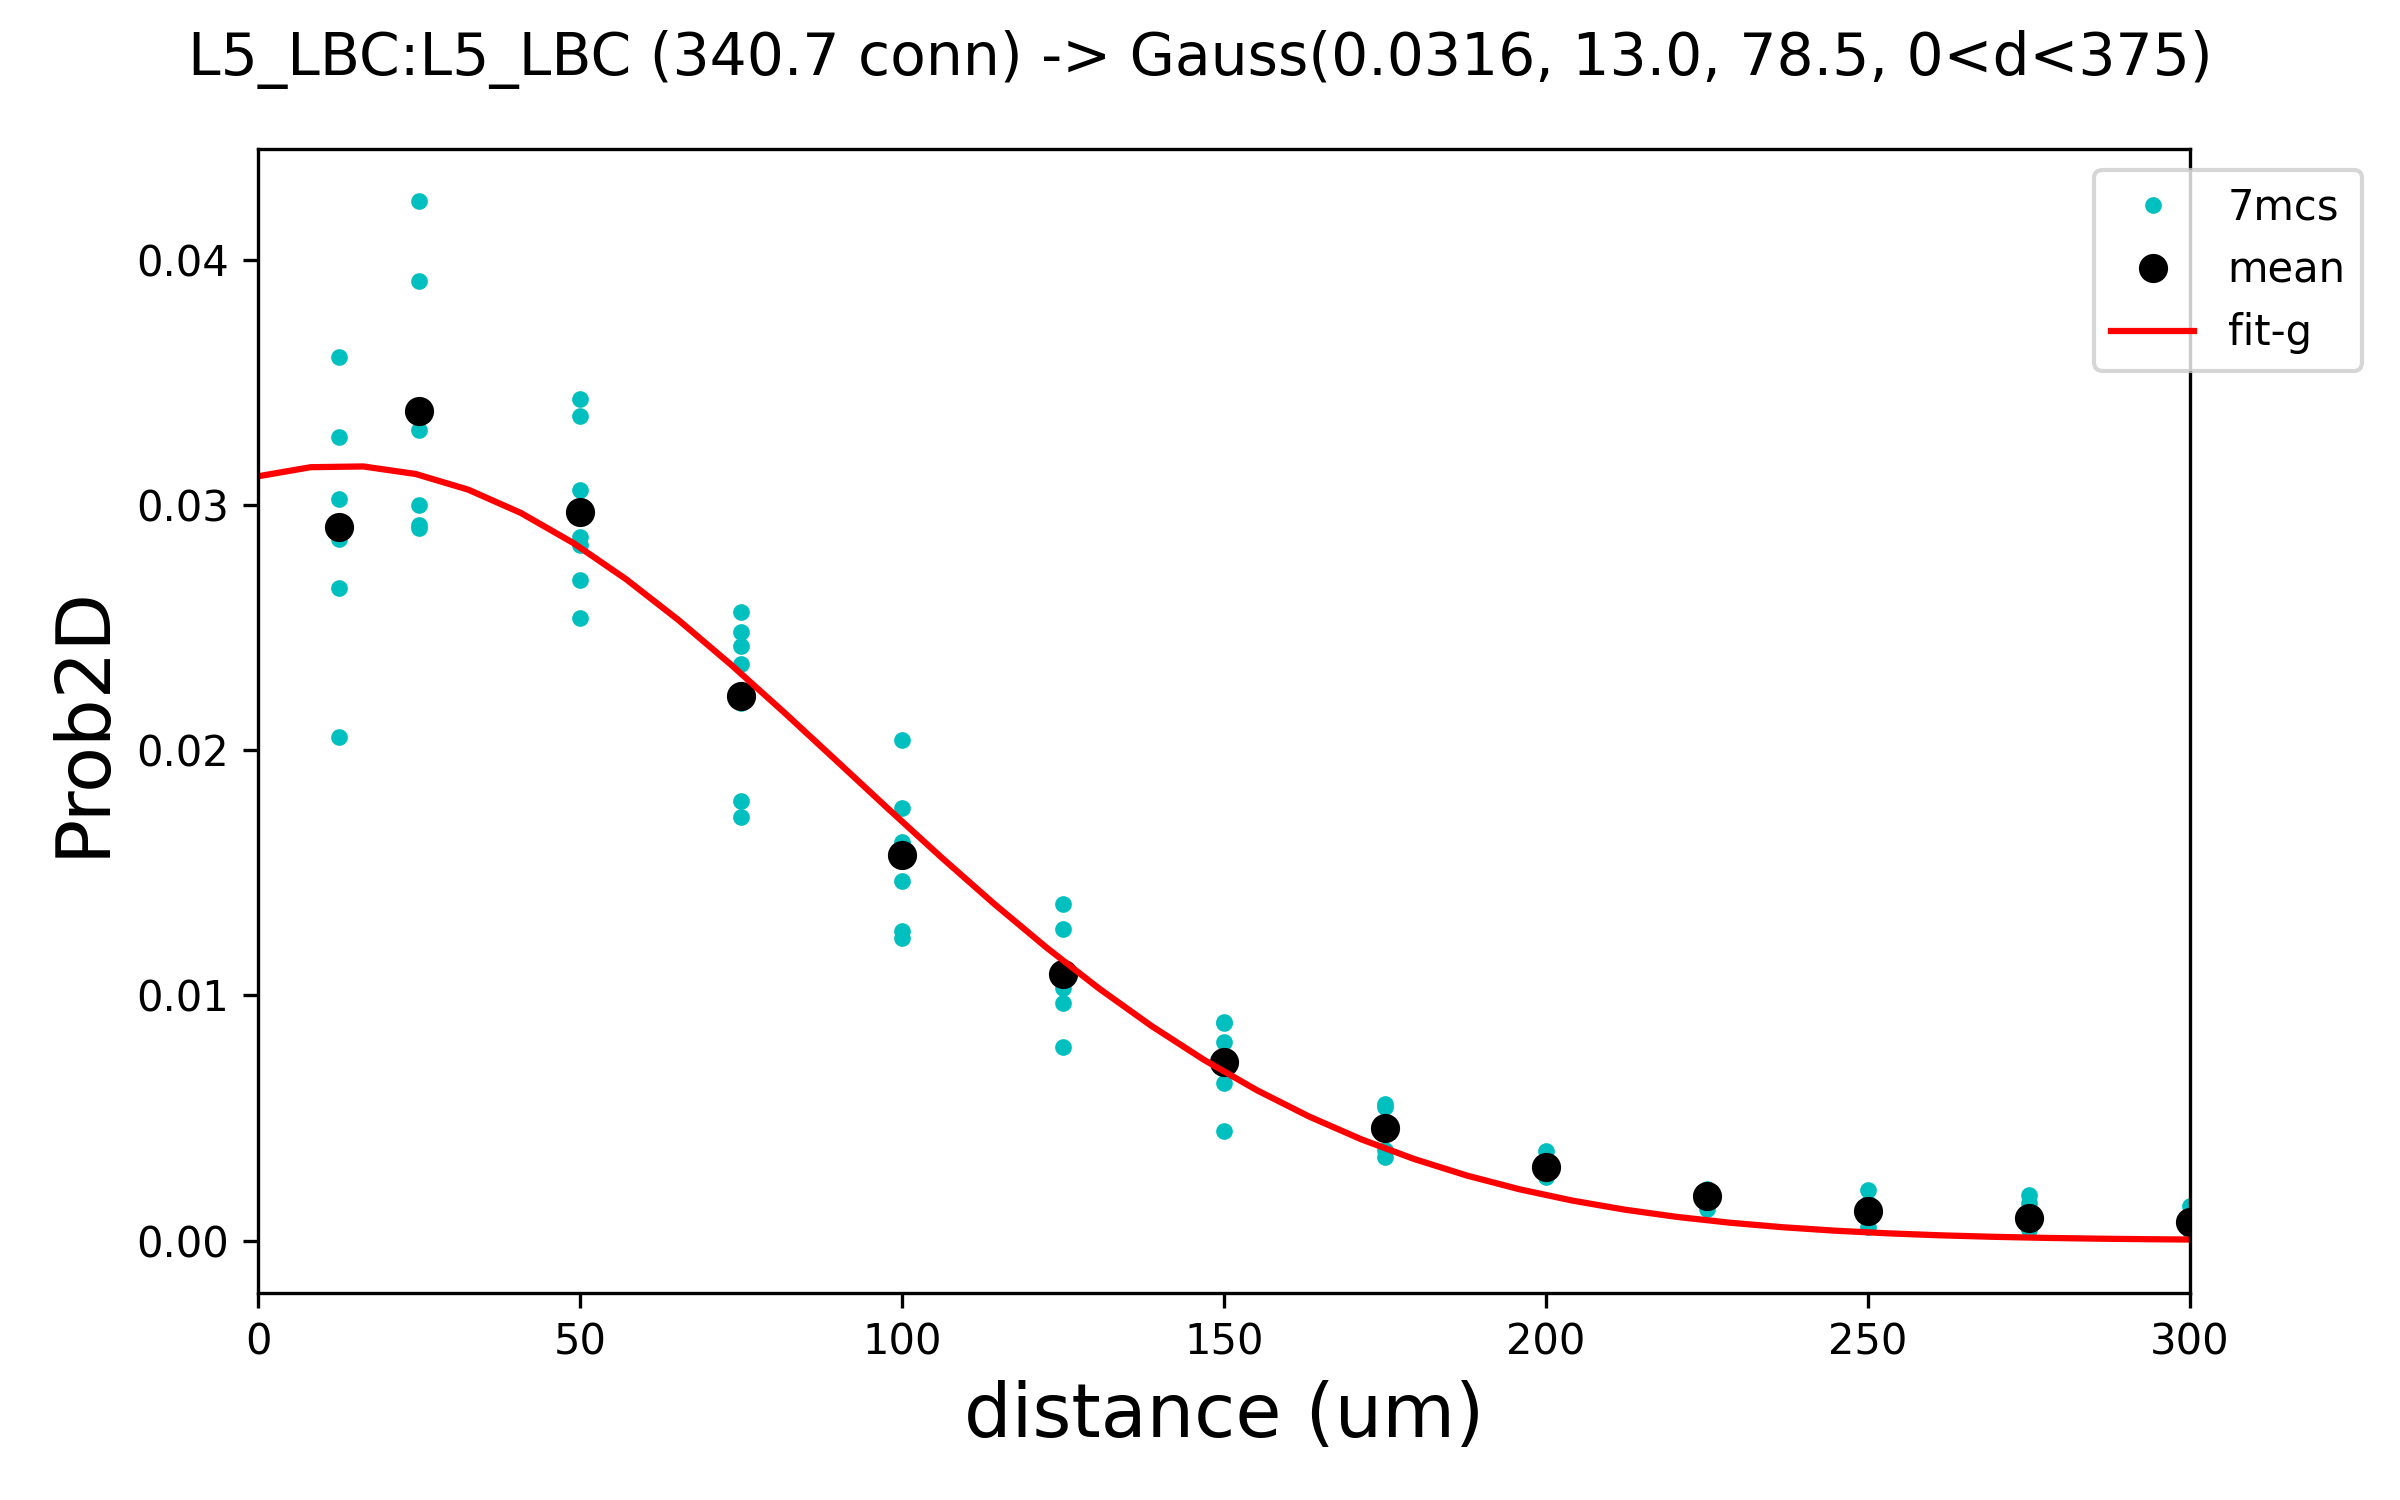 L5_LBC:L5_LBC (340.7 conn) -> Gauss(0.0316, 13.0, 78.5, 0<d<375)
7mcs
mean
fit-g
0.04
0.03
0.02
0.01
0.00
Prob2D
0 50 100 150 200 250 300
distance (um)